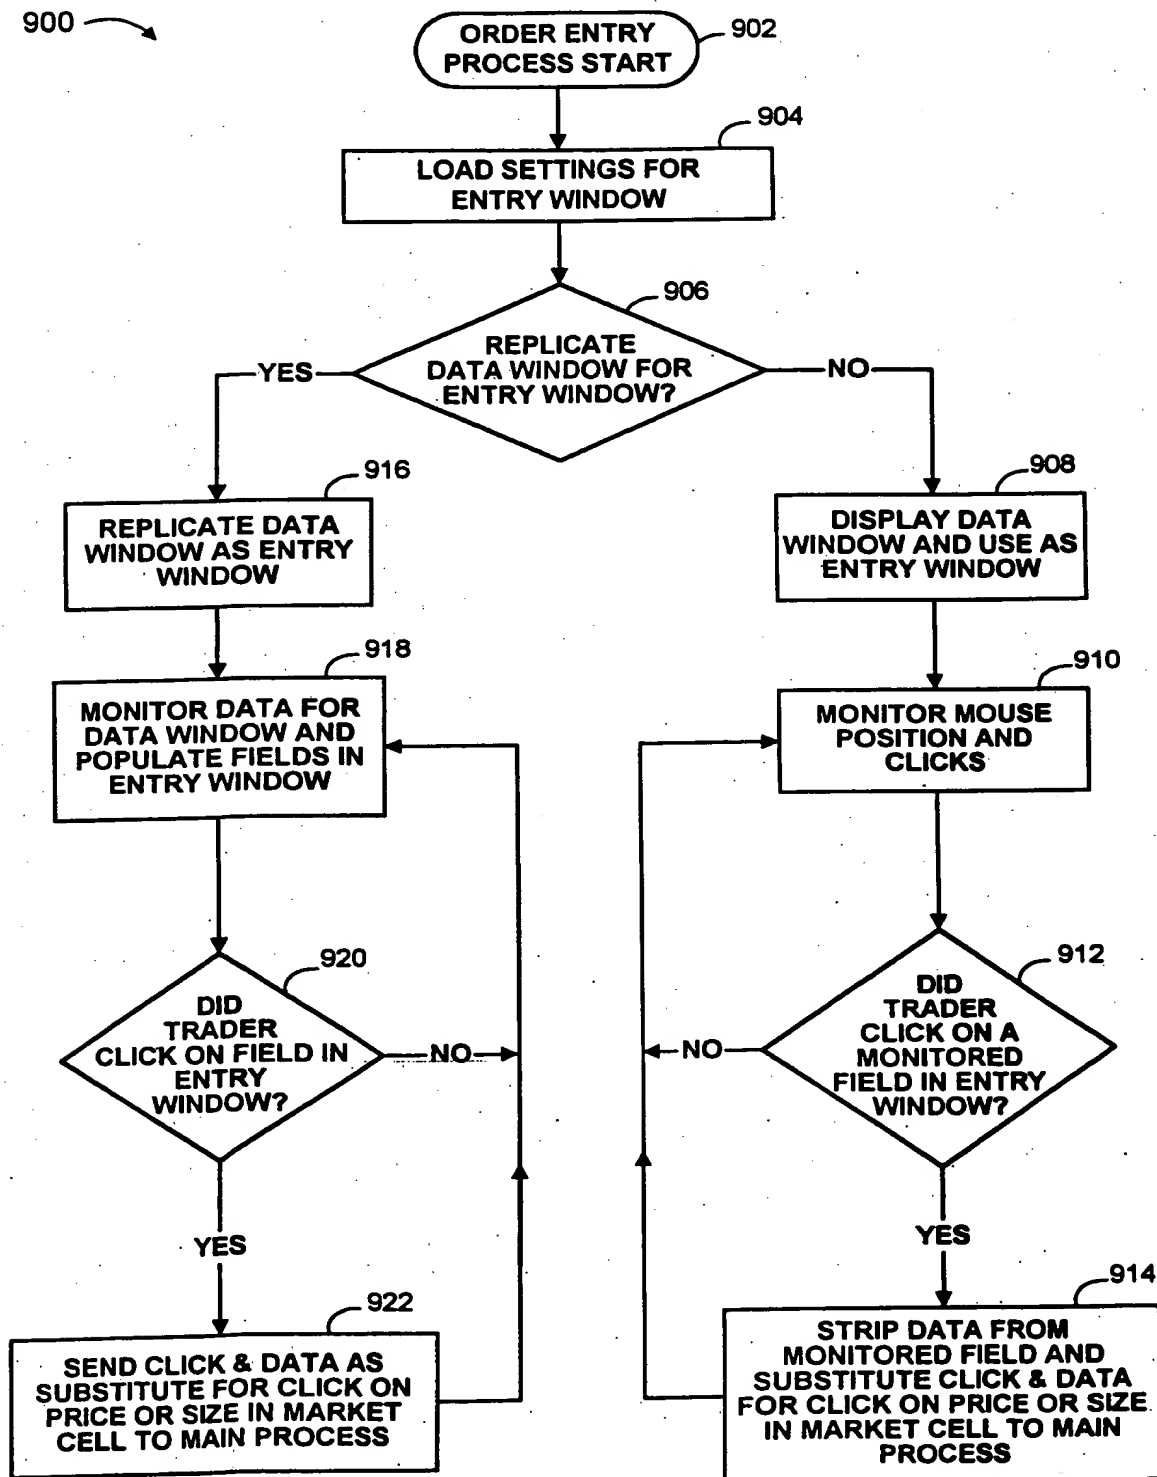 900
ORDER ENTRY
PROCESS START
902
904
LOAD SETTINGS FOR
ENTRY WINDOW
906
REPLICATE
DATA WINDOW FOR
ENTRY WINDOW?
YES
NO
916
REPLICATE DATA
WINDOW AS ENTRY
WINDOW
908
DISPLAY DATA
WINDOW AND USE AS
ENTRY WINDOW
918
MONITOR DATA FOR
DATA WINDOW AND
POPULATE FIELDS IN
ENTRY WINDOW
910
MONITOR MOUSE
POSITION AND
CLICKS
920
DID
TRADER
CLICK ON FIELD IN
ENTRY
WINDOW?
NO
912
DID
TRADER
CLICK ON A
MONITORED
FIELD IN ENTRY
WINDOW?
NO
YES
YES
922
SEND CLICK & DATA AS
SUBSTITUTE FOR CLICK ON
PRICE OR SIZE IN MARKET
CELL TO MAIN PROCESS
914
STRIP DATA FROM
MONITORED FIELD AND
SUBSTITUTE CLICK & DATA
FOR CLICK ON PRICE OR SIZE
IN MARKET CELL TO MAIN
PROCESS